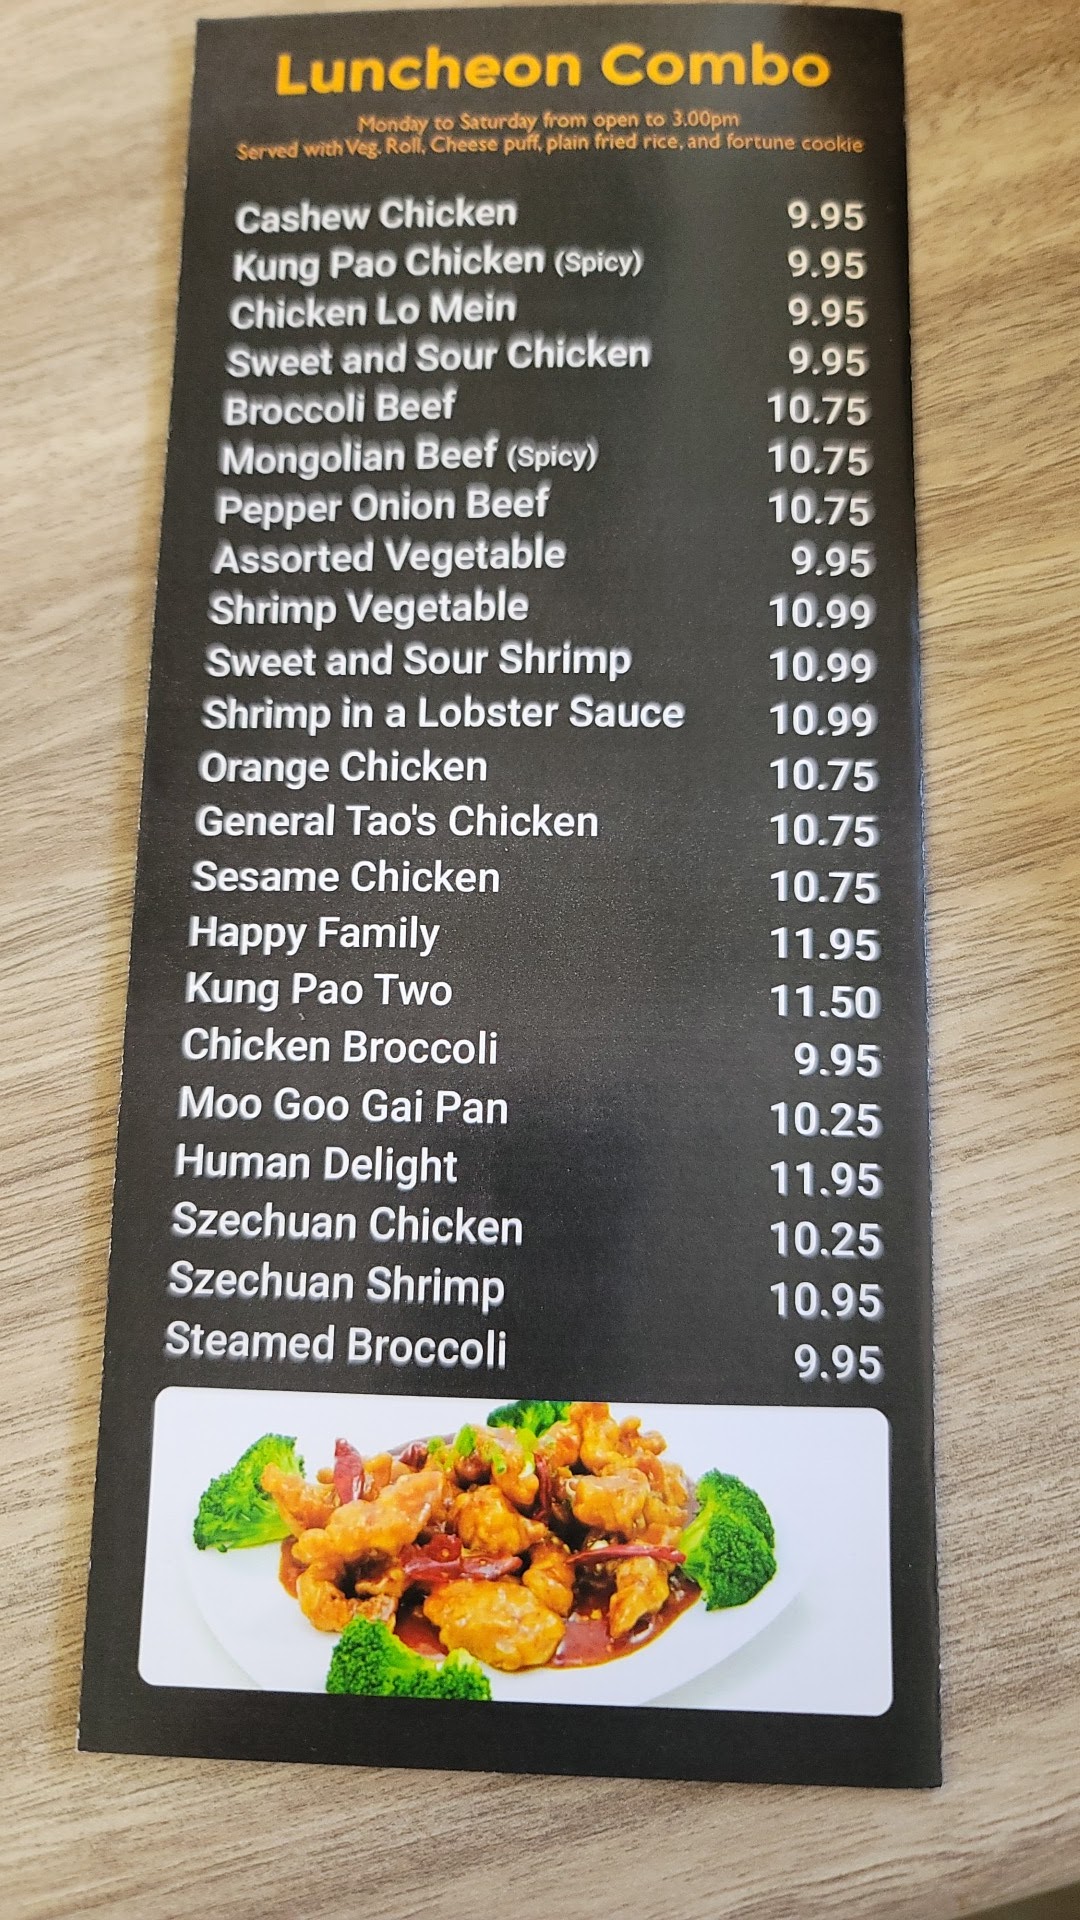 Luncheon Combo
Monday to Saturday from open to 3.00pm
Served with Veg. Roll, Cheese puff, plain fried rice, and fortune cookie
Cashew Chicken 9.95
Kung Pao Chicken (Spicy) 9.95
Chicken Lo Mein 9.95
Sweet and Sour Chicken 9.95
Broccoli Beef 10.75
Mongolian Beef (Spicy) 10.75
Pepper Onion Beef 10.75
Assorted Vegetable 9.95
Shrimp Vegetable 10.99
Sweet and Sour Shrimp 10.99
Shrimp in a Lobster Sauce 10.99
Orange Chicken 10.75
General Tao's Chicken 10.75
Sesame Chicken 10.75
Happy Family 11.95
Kung Pao Two 11.50
Chicken Broccoli 9.95
Moo Goo Gai Pan 10.25
Human Delight 11.95
Szechuan Chicken 10.25
Szechuan Shrimp 10.95
Steamed Broccoli 9.95